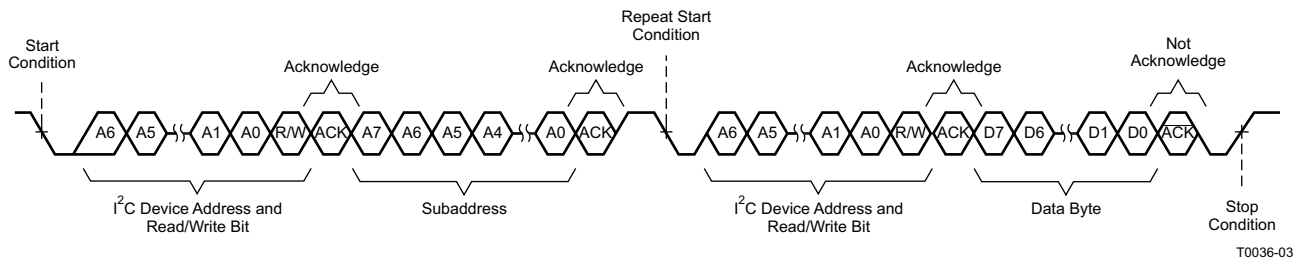 Start
Condition
Acknowledge
Acknowledge
Repeat Start
Condition
Acknowledge
Not
Acknowledge
A6 A5 A1 A0 R/W ACK A7 A6 A5 A4 A0 ACK A6 A5 A1 A0 R/W ACK D7 D6 D1 D0 ACK
I²C Device Address and
Read/Write Bit
Subaddress
I²C Device Address and
Read/Write Bit
Data Byte
Stop
Condition
T0036-03